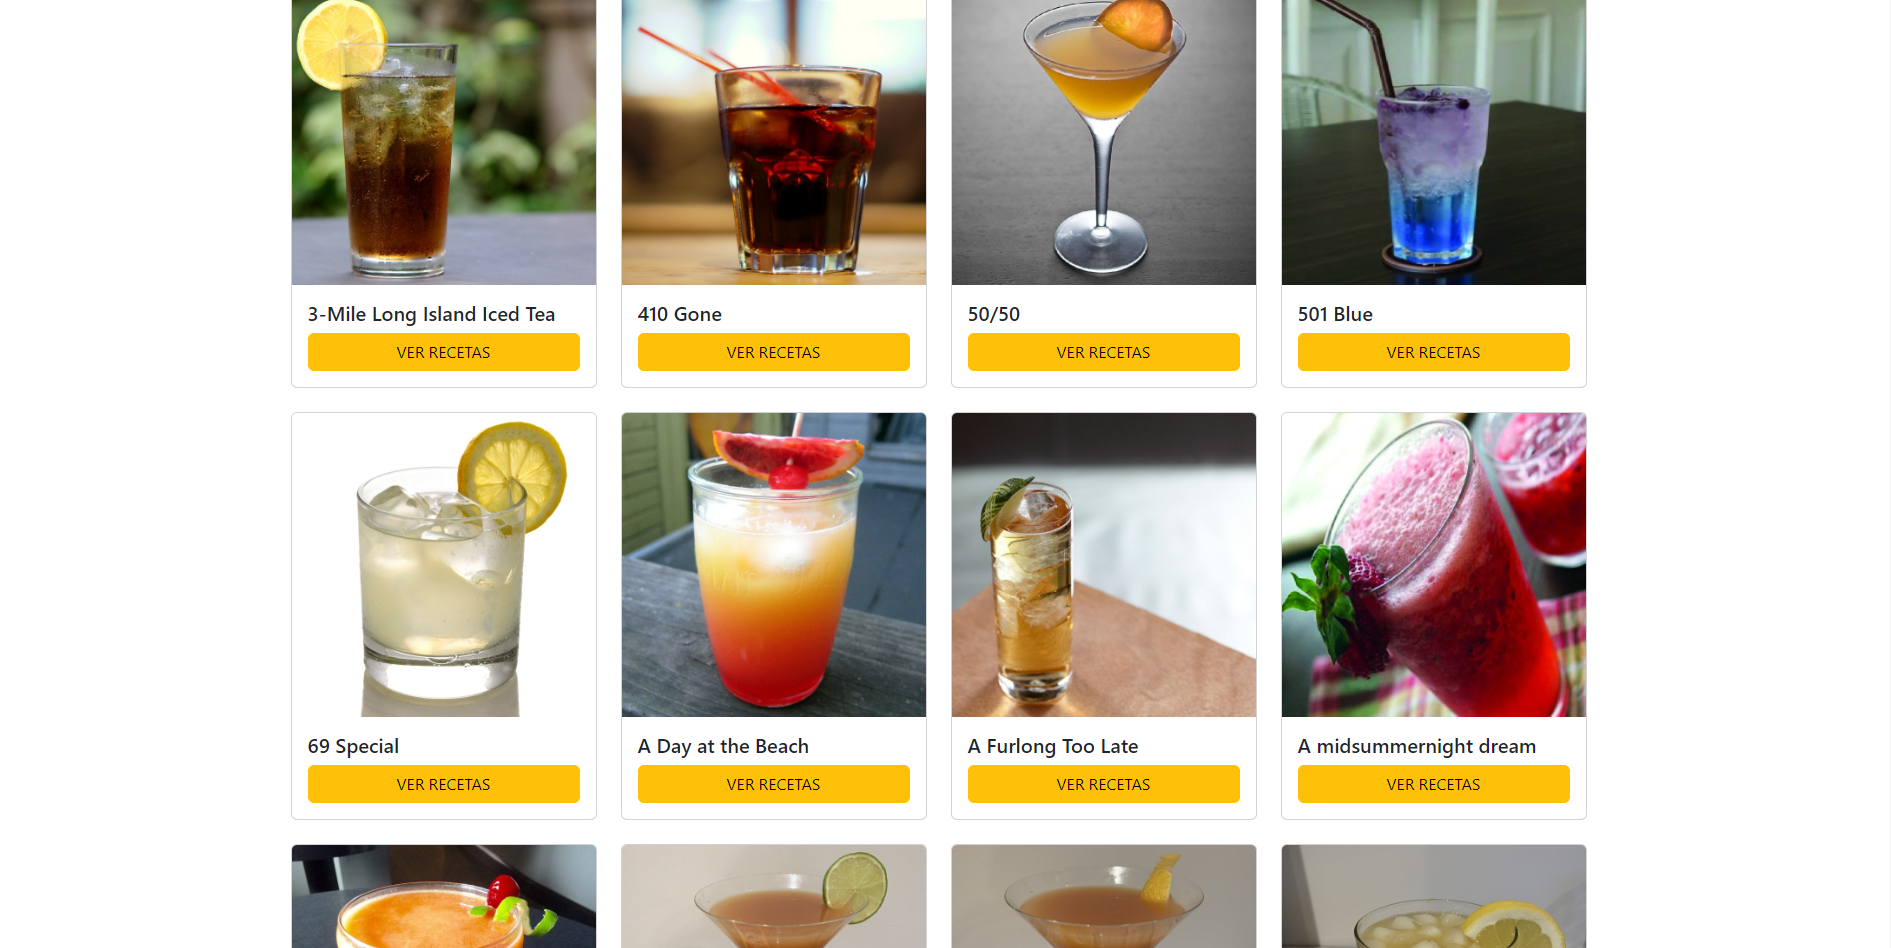 3-Mile Long Island Iced Tea
VER RECETAS
410 Gone
VER RECETAS
50/50
VER RECETAS
501 Blue
VER RECETAS
69 Special
VER RECETAS
A Day at the Beach
VER RECETAS
A Furlong Too Late
VER RECETAS
A midsummernight dream
VER RECETAS